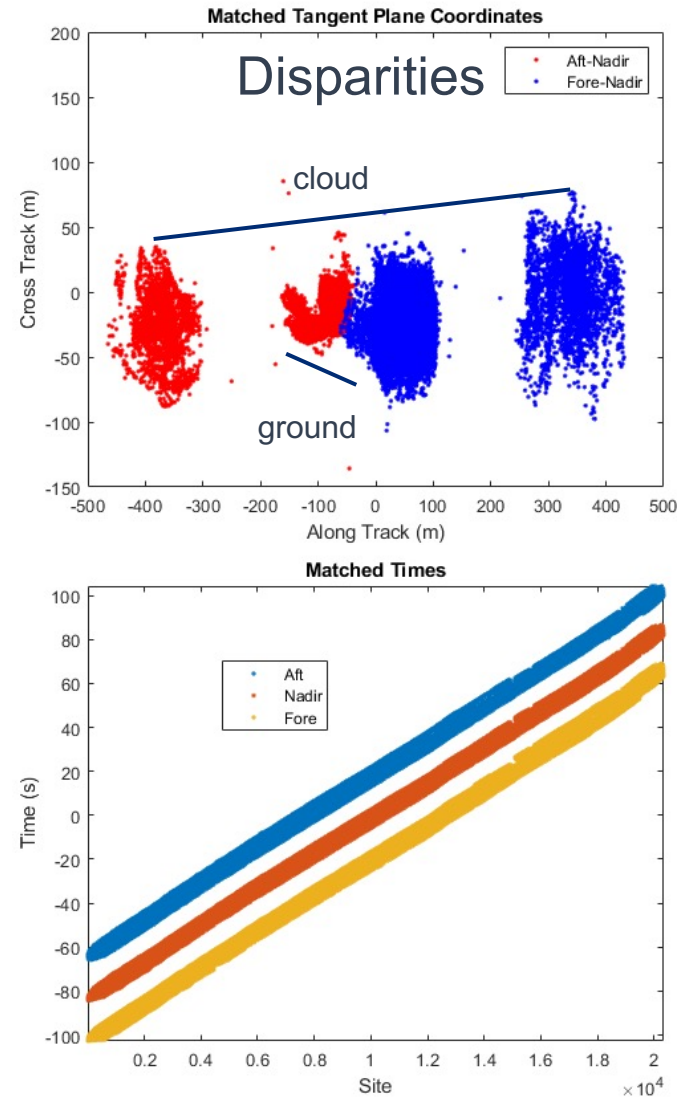 Matched Tangent Plane Coordinates
Disparities
Aft-Nadir
Fore-Nadir
cloud
ground
Cross Track (m)
200
150
100
50
0
-50
-100
-150
-500 -400 -300 -200 -100 0 100 200 300 400 500
Along Track (m)
Matched Times
Aft
Nadir
Fore
Time (s)
100
80
60
40
20
0
-20
-40
-60
-80
-100
0.2 0.4 0.6 0.8 1 1.2 1.4 1.6 1.8 2
Site
×10⁴